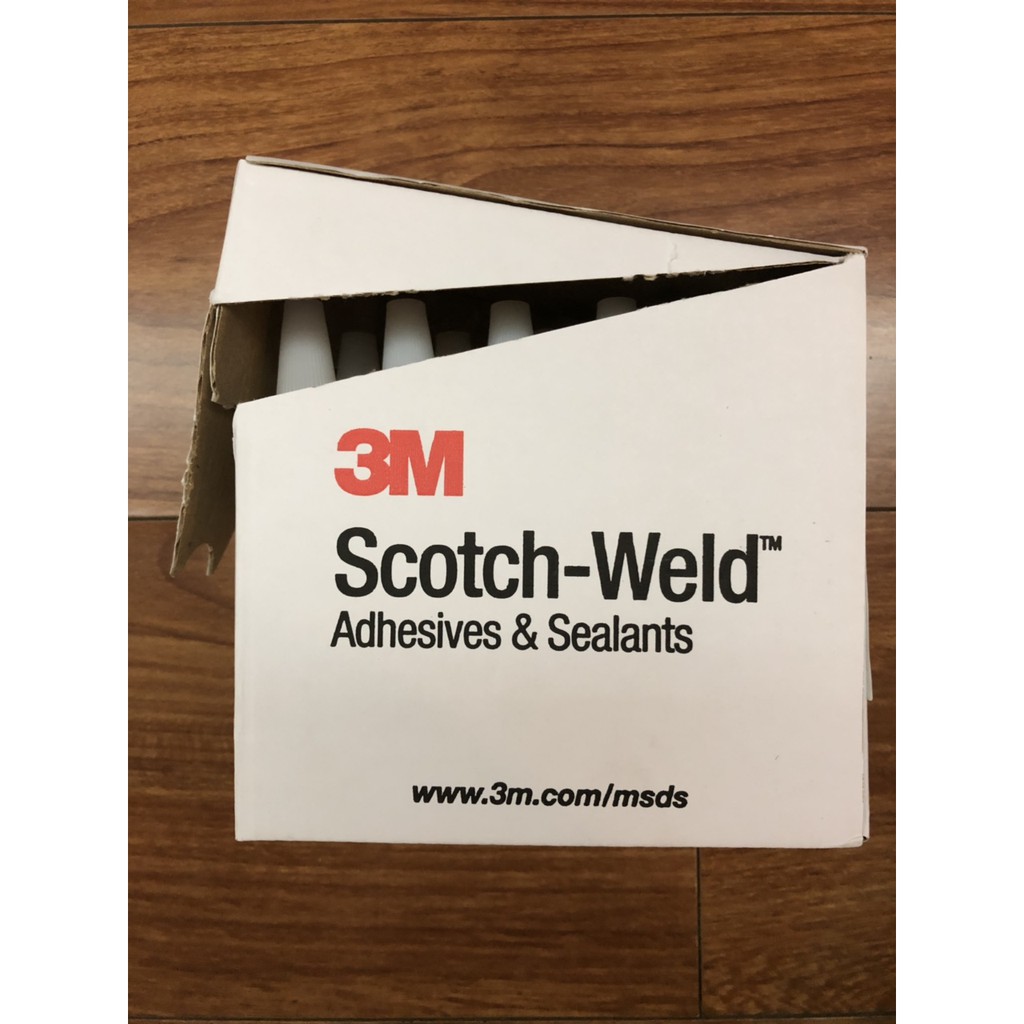 3M
Scotch-Weld™
Adhesives & Sealants
www.3m.com/msds